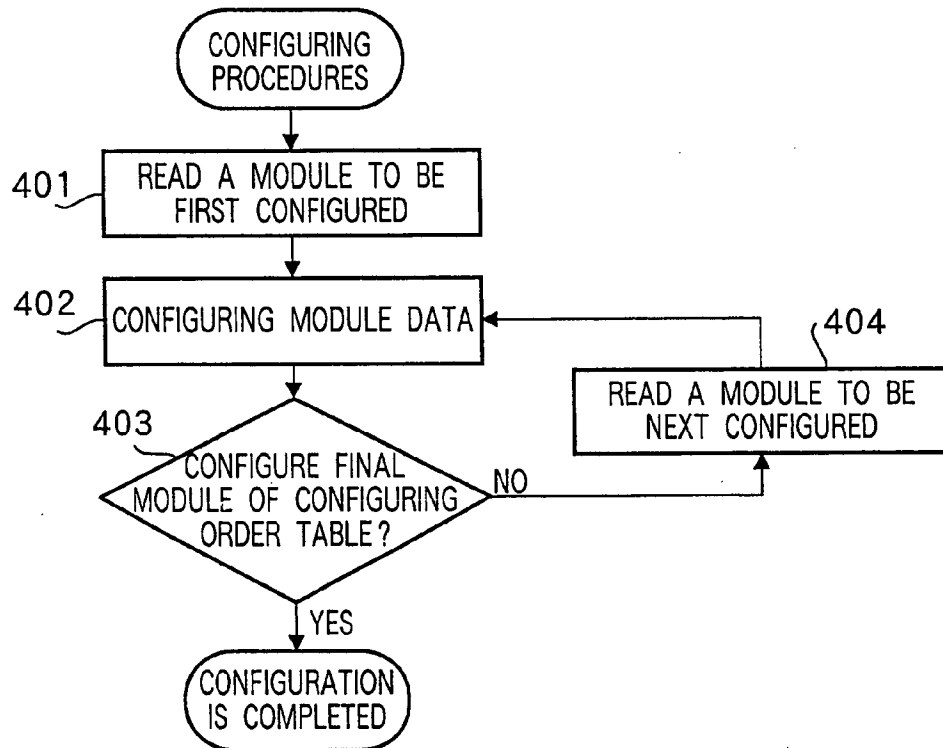 CONFIGURING
PROCEDURES
401
READ A MODULE TO BE
FIRST CONFIGURED
402
CONFIGURING MODULE DATA
404
READ A MODULE TO BE
NEXT CONFIGURED
403
CONFIGURE FINAL
MODULE OF CONFIGURING
ORDER TABLE?
NO
YES
CONFIGURATION
IS COMPLETED